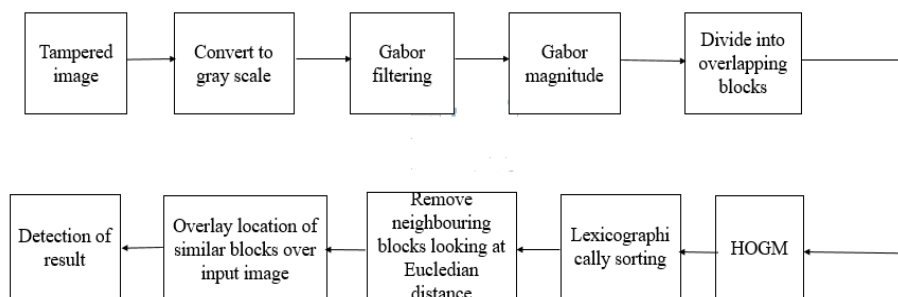 Tampered
image
Convert to
gray scale
Gabor
filtering
Gabor
magnitude
Divide into
overlapping
blocks
HOGM
Lexicographi
cally sorting
Remove
neighbouring
blocks looking at
Eucledian
distance
Overlay location of
similar blocks over
input image
Detection of
result